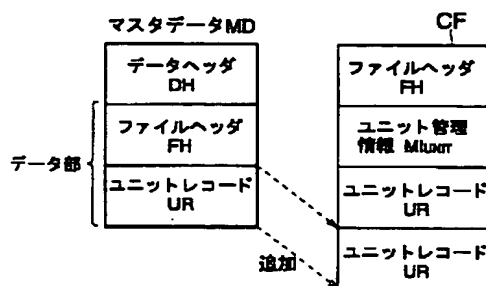 マスタデータMD
データヘッダ
DH
ファイルヘッダ
FH
ユニットレコード
UR
データ部
追加
CF
ファイルヘッダ
FH
ユニット管理
情報 MIUNIT
ユニットレコード
UR
ユニットレコード
UR